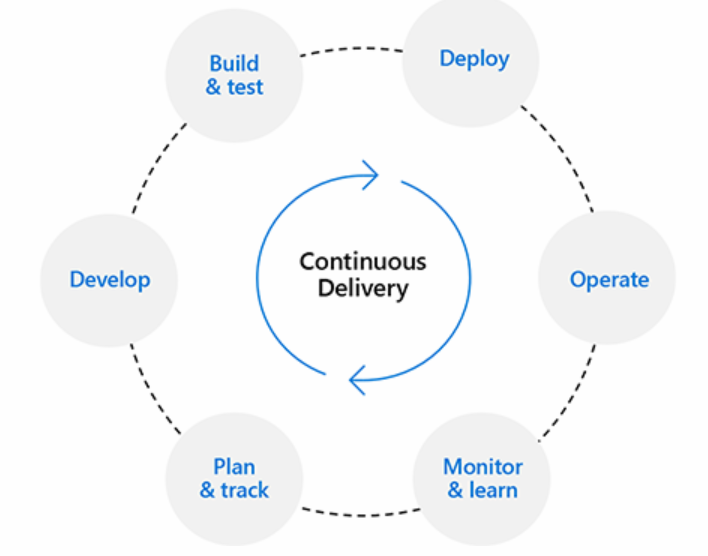 Build
& test
Deploy
Develop
Continuous
Delivery
Operate
Plan
& track
Monitor
& learn